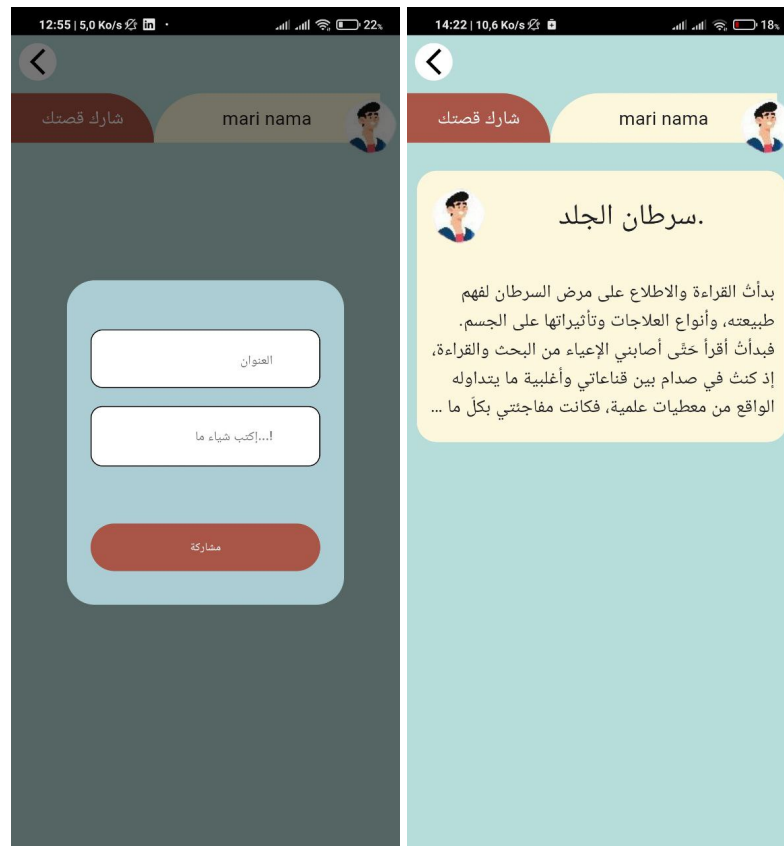 12:55 | 5,0 Ko/s
22%
شارك قصتك
mari nama
العنوان
!...إكتب شياء ما
مشاركة
14:22 | 10,6 Ko/s
18%
شارك قصتك
mari nama
.سرطان الجلد
بدأتُ القراءة والاطلاع على مرض السرطان لفهم
طبيعته، وأنواع العلاجات وتأثيراتها على الجسم.
فبدأتُ أقرأ حَتَّى أصابني الإعياء من البحث والقراءة،
إذ كنتُ في صدام بين قناعاتي وأغلبية ما يتداوله
الواقع من معطيات علمية، فكانت مفاجئتي بكلّ ما ...